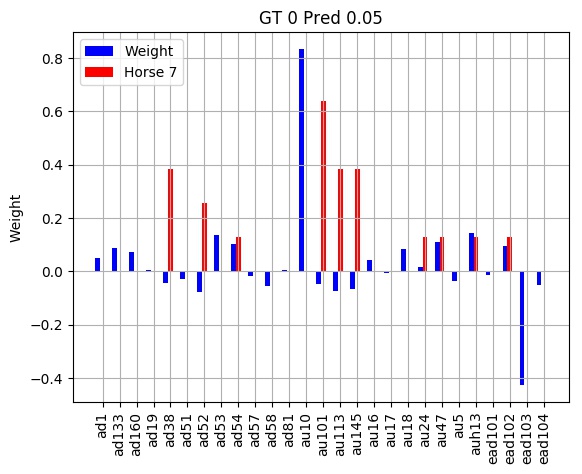 GT 0 Pred 0.05
Weight
Horse 7
Weight
0.8
0.6
0.4
0.2
0.0
−0.2
−0.4
ad1
ad133
ad160
ad19
ad38
ad51
ad52
ad53
ad54
ad57
ad58
ad81
au10
au101
au113
au145
au16
au17
au18
au24
au47
au5
auh13
ead101
ead102
ead103
ead104